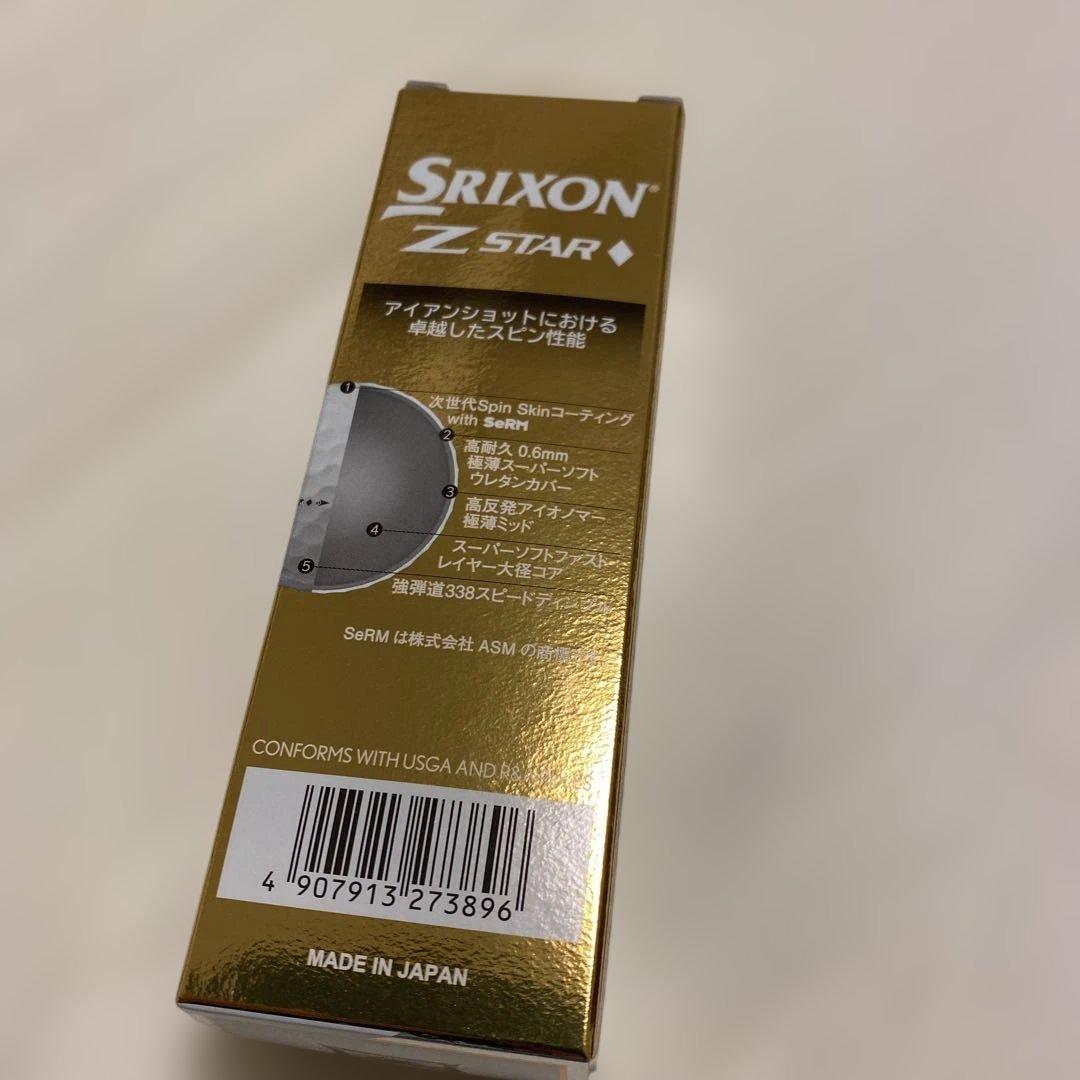 SRIXON®
Z STAR ♦
アイアンショットにおける
卓越したスピン性能
1
次世代Spin Skinコーティング
with SeRM
2
高耐久 0.6mm
極薄スーパーソフト
ウレタンカバー
3
高反発アイオノマー
極薄ミッド
4
スーパーソフトファスト
レイヤー大径コア
5
強弾道338スピードディンプル
SeRM は株式会社 ASM の商標です
CONFORMS WITH USGA AND R&A
4 907913 273896
MADE IN JAPAN